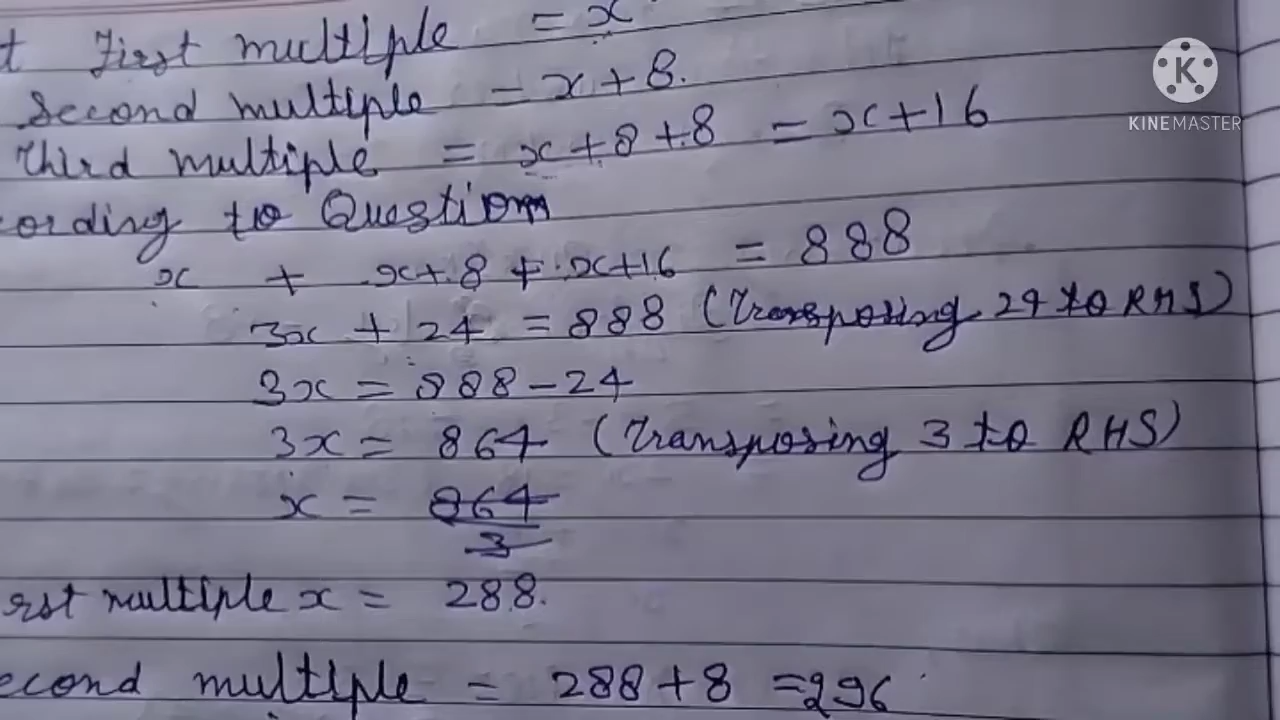 t First multiple = x
Second multiple = x + 8.
Third multiple = x + 8 + 8 = x + 16
cording to Question
x + x + 8 + x + 16 = 888
3x + 24 = 888 (Transposing 24 to RHS)
3x = 888 - 24
3x = 864 (Transposing 3 to RHS)
x = 864
3
rst multiple x = 288.
econd multiple = 288 + 8 = 296
KINEMASTER